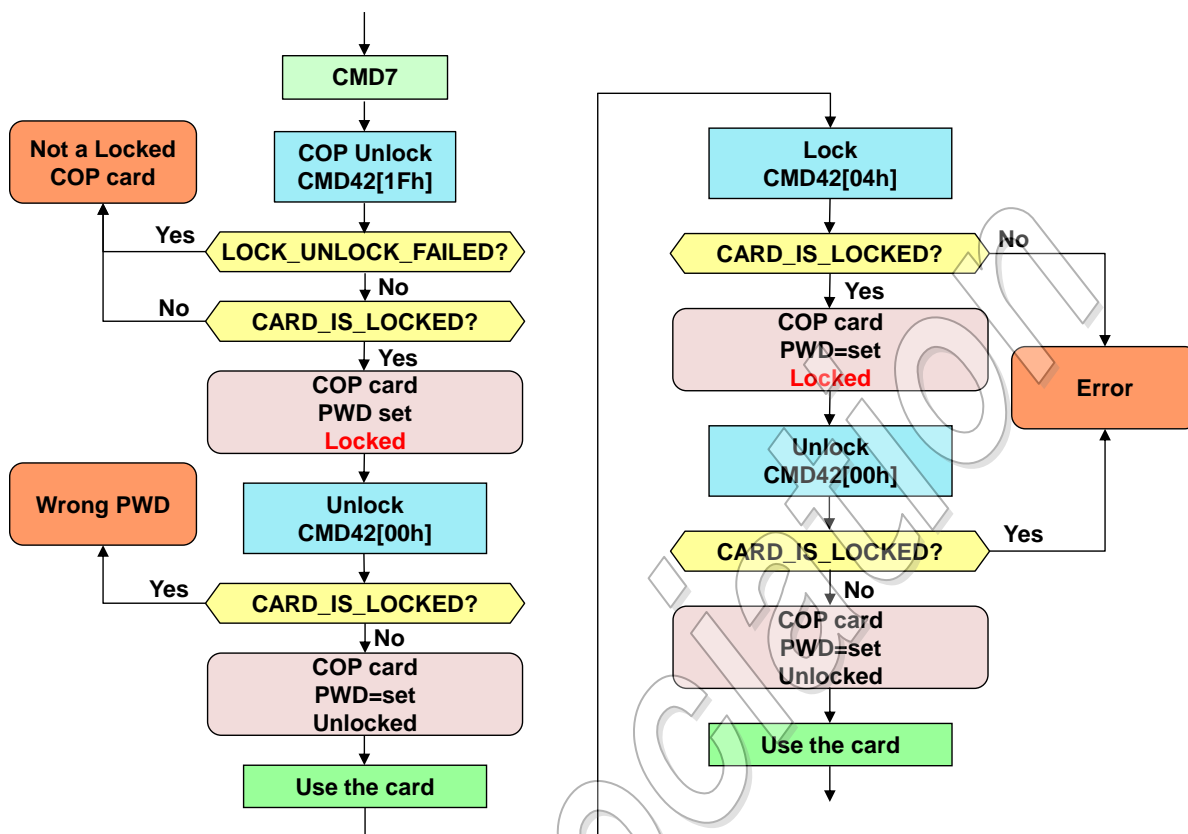 CMD7
COP Unlock
CMD42[1Fh]
Not a Locked
COP card
Yes
LOCK_UNLOCK_FAILED?
No
No
CARD_IS_LOCKED?
Yes
COP card
PWD set
Locked
Wrong PWD
Unlock
CMD42[00h]
Yes
CARD_IS_LOCKED?
No
COP card
PWD=set
Unlocked
Use the card
Lock
CMD42[04h]
CARD_IS_LOCKED?
No
Yes
COP card
PWD=set
Locked
Error
Unlock
CMD42[00h]
CARD_IS_LOCKED?
Yes
No
COP card
PWD=set
Unlocked
Use the card
ociation